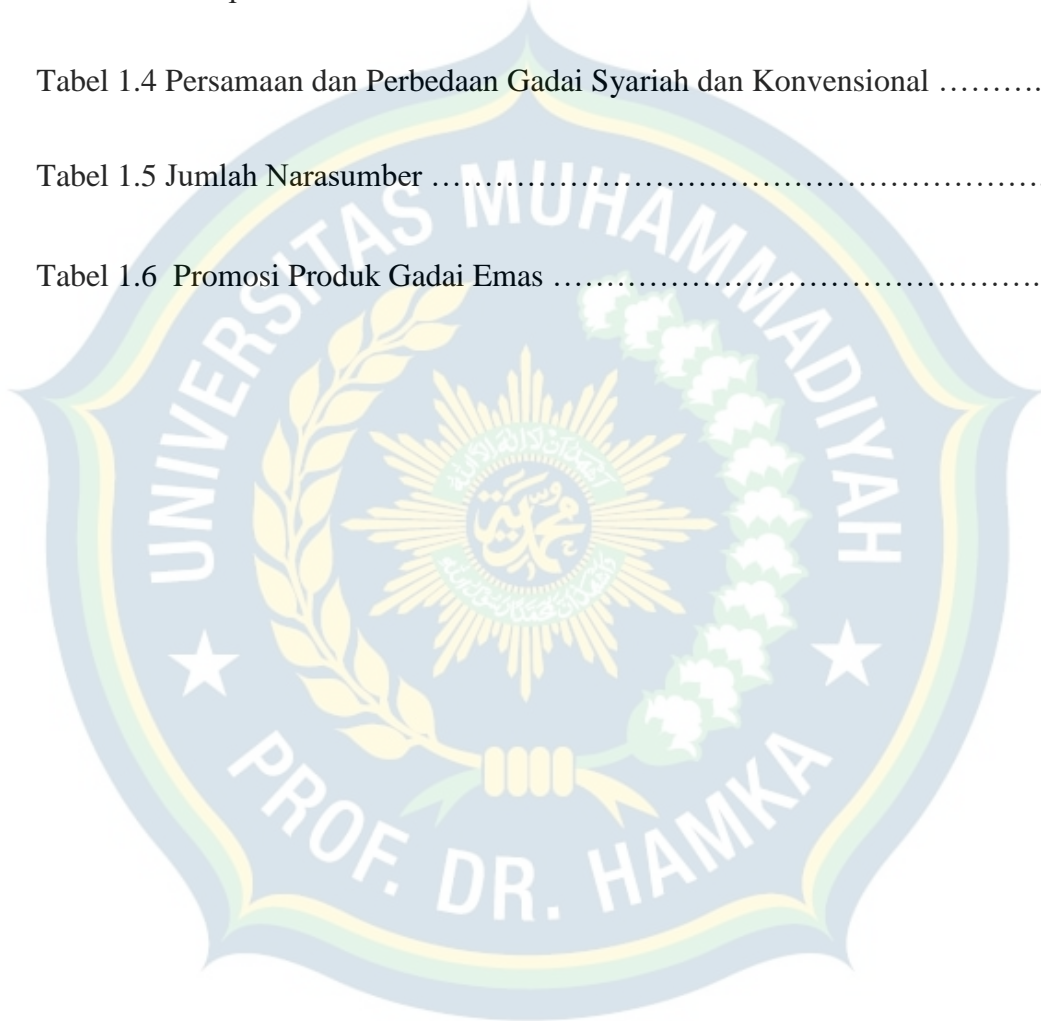 Tabel 1.4 Persamaan dan Perbedaan Gadai Syariah dan Konvensional ……….
Tabel 1.5 Jumlah Narasumber ………………………………………………….
Tabel 1.6  Promosi Produk Gadai Emas ……………………………………….
UNIVERSITAS MUHAMMADIYAH
محمدية
PROF. DR. HAMKA